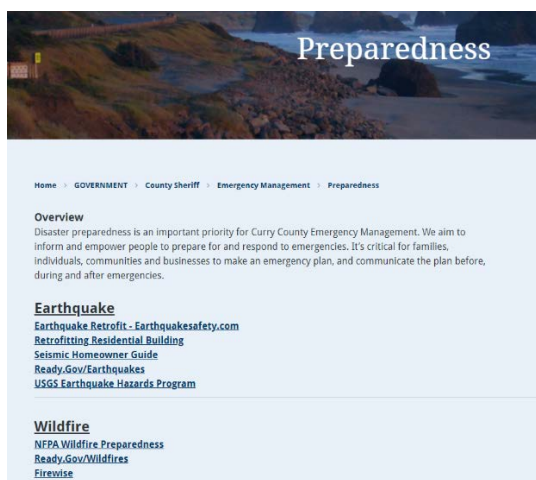 Preparedness
Home > GOVERNMENT > County Sheriff > Emergency Management > Preparedness
Overview
Disaster preparedness is an important priority for Curry County Emergency Management. We aim to
inform and empower people to prepare for and respond to emergencies. It's critical for families,
individuals, communities and businesses to make an emergency plan, and communicate the plan before,
during and after emergencies.
Earthquake
Earthquake Retrofit - Earthquakesafety.com
Retrofitting Residential Building
Seismic Homeowner Guide
Ready.Gov/Earthquakes
USGS Earthquake Hazards Program
Wildfire
NFPA Wildfire Preparedness
Ready.Gov/Wildfires
Firewise